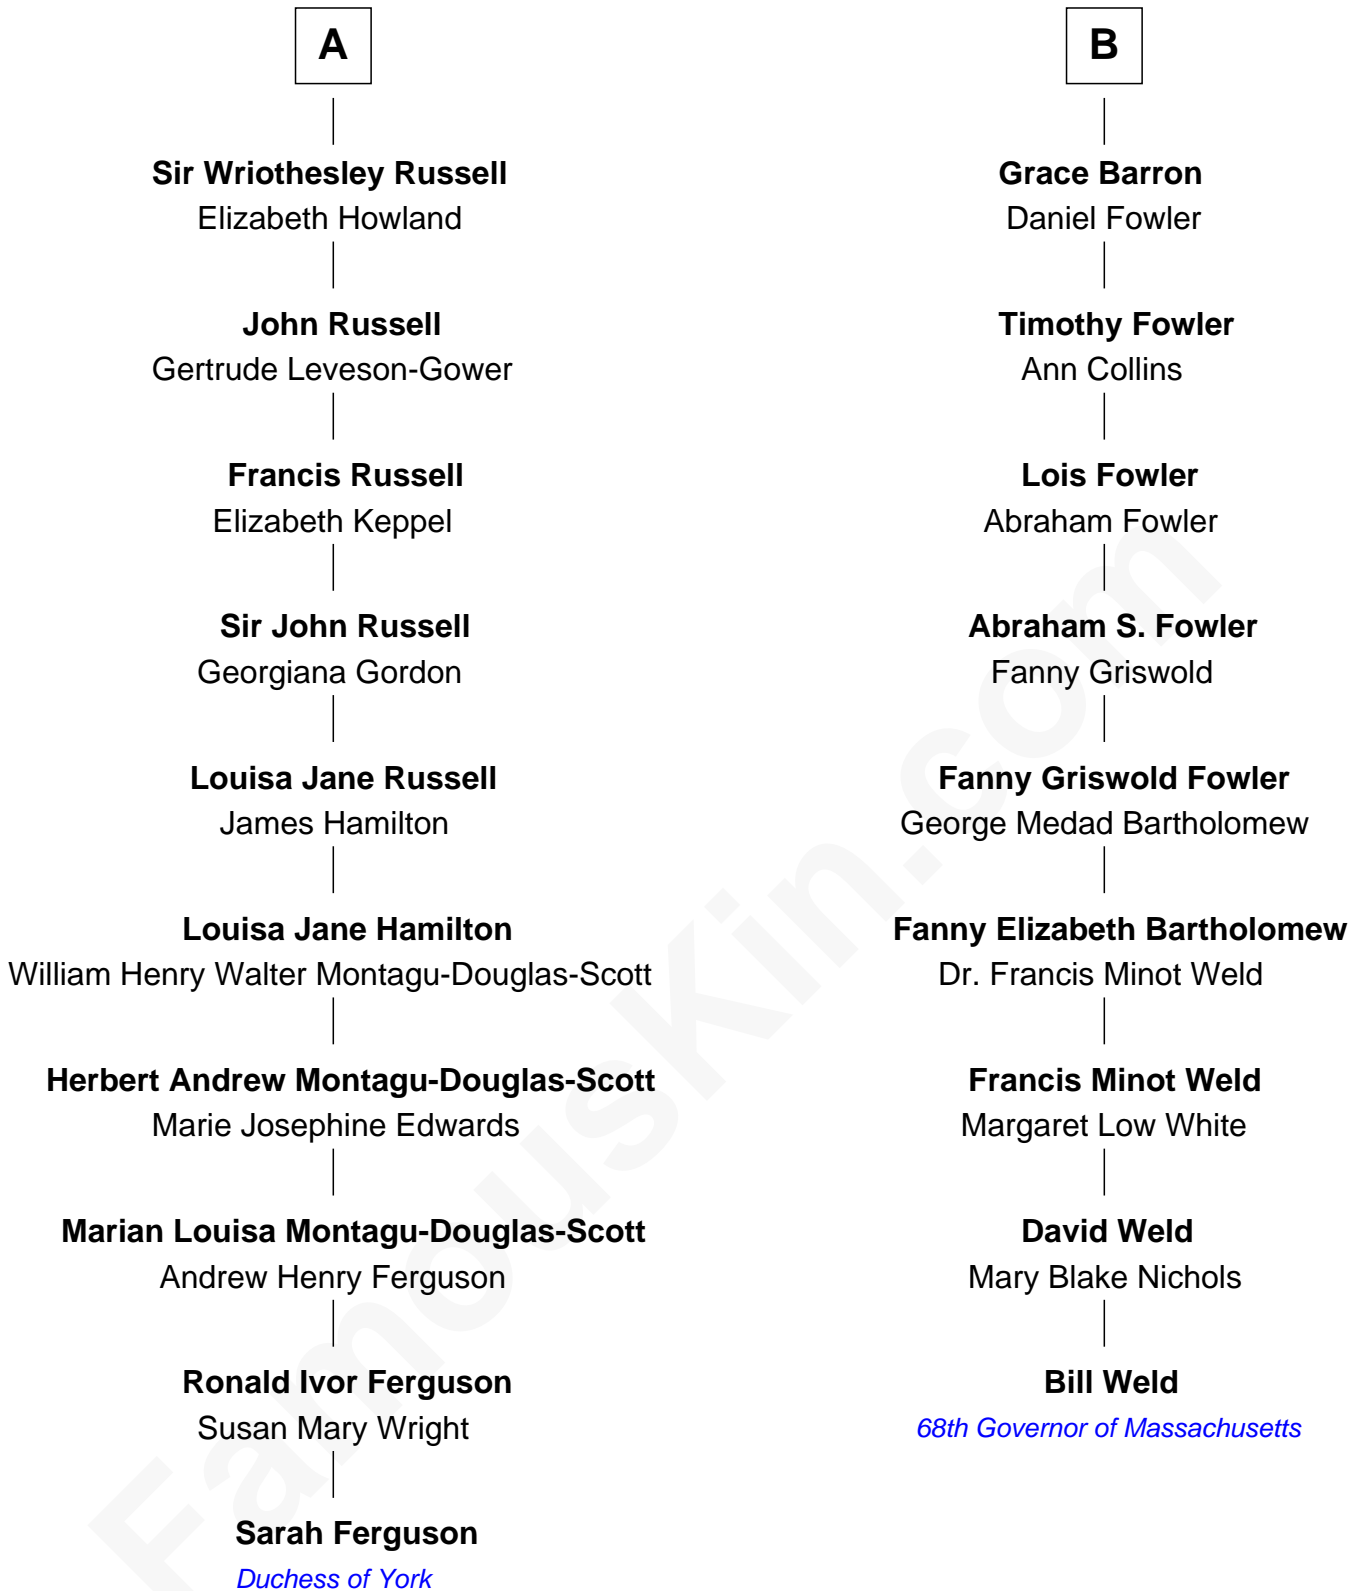 A
Sir Wriothesley Russell
Elizabeth Howland
John Russell
Gertrude Leveson-Gower
Francis Russell
Elizabeth Keppel
Sir John Russell
Georgiana Gordon
Louisa Jane Russell
James Hamilton
Louisa Jane Hamilton
William Henry Walter Montagu-Douglas-Scott
Herbert Andrew Montagu-Douglas-Scott
Marie Josephine Edwards
Marian Louisa Montagu-Douglas-Scott
Andrew Henry Ferguson
Ronald Ivor Ferguson
Susan Mary Wright
Sarah Ferguson
Duchess of York
B
Grace Barron
Daniel Fowler
Timothy Fowler
Ann Collins
Lois Fowler
Abraham Fowler
Abraham S. Fowler
Fanny Griswold
Fanny Griswold Fowler
George Medad Bartholomew
Fanny Elizabeth Bartholomew
Dr. Francis Minot Weld
Francis Minot Weld
Margaret Low White
David Weld
Mary Blake Nichols
Bill Weld
68th Governor of Massachusetts
FamousKin.com